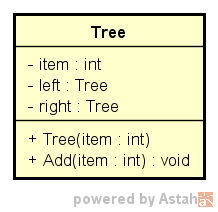 Tree
- item : int
- left : Tree
- right : Tree
+ Tree(item : int)
+ Add(item : int) : void
powered by Astah